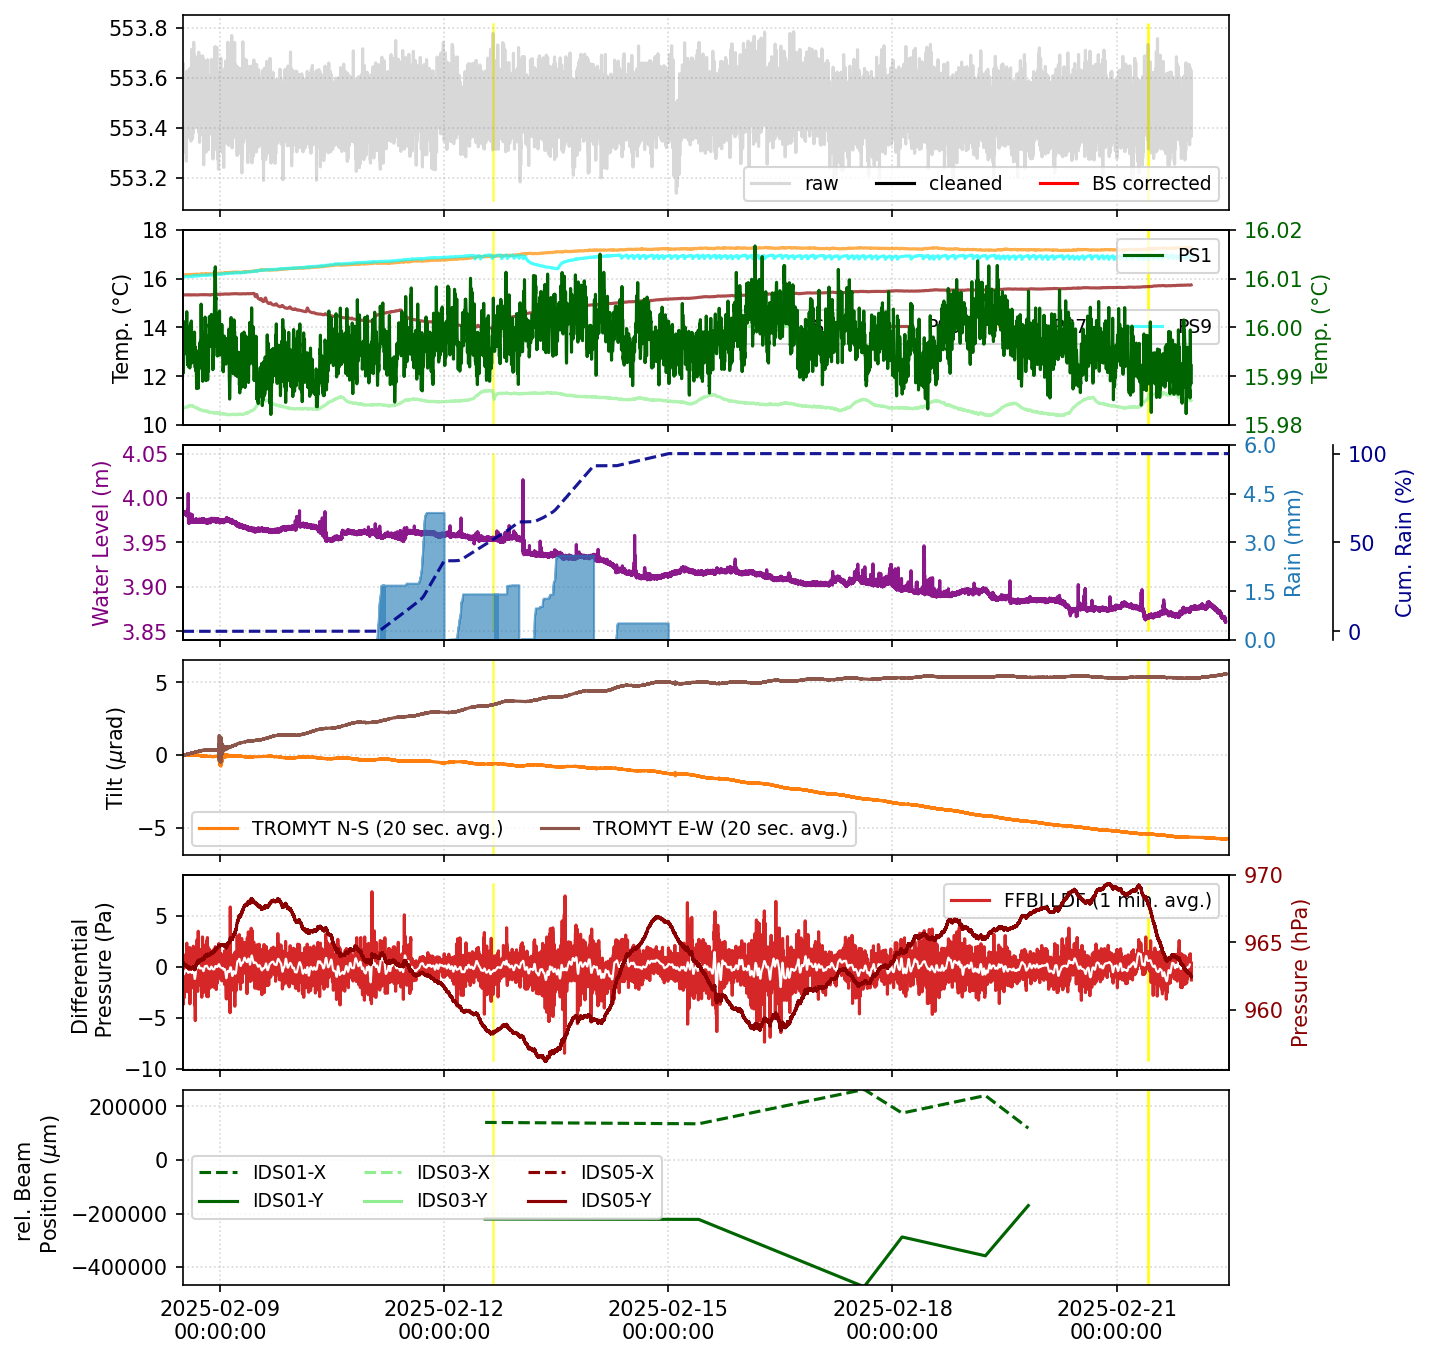 553.8
553.6
553.4
553.2
raw
cleaned
BS corrected
18
16
14
12
10
Temp. (°C)
PS1
PS9
16.02
16.01
16.00
15.99
15.98
Temp. (°C)
4.05
4.00
3.95
3.90
3.85
Water Level (m)
6.0
4.5
3.0
1.5
0.0
Rain (mm)
100
50
0
Cum. Rain (%)
5
0
−5
Tilt (μrad)
TROMYT N-S (20 sec. avg.)
TROMYT E-W (20 sec. avg.)
5
0
−5
−10
Differential
Pressure (Pa)
(1 min. avg.)
970
965
960
Pressure (hPa)
200000
0
−200000
−400000
rel. Beam
Position (μm)
IDS01-X
IDS03-X
IDS05-X
IDS01-Y
IDS03-Y
IDS05-Y
2025-02-09
00:00:00
2025-02-12
00:00:00
2025-02-15
00:00:00
2025-02-18
00:00:00
2025-02-21
00:00:00